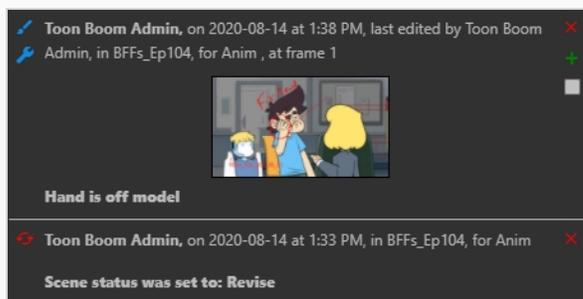 Toon Boom Admin, on 2020-08-14 at 1:38 PM, last edited by Toon Boom
Admin, in BFFs_Ep104, for Anim , at frame 1
Hand is off model
Toon Boom Admin, on 2020-08-14 at 1:33 PM, in BFFs_Ep104, for Anim
Scene status was set to: Revise